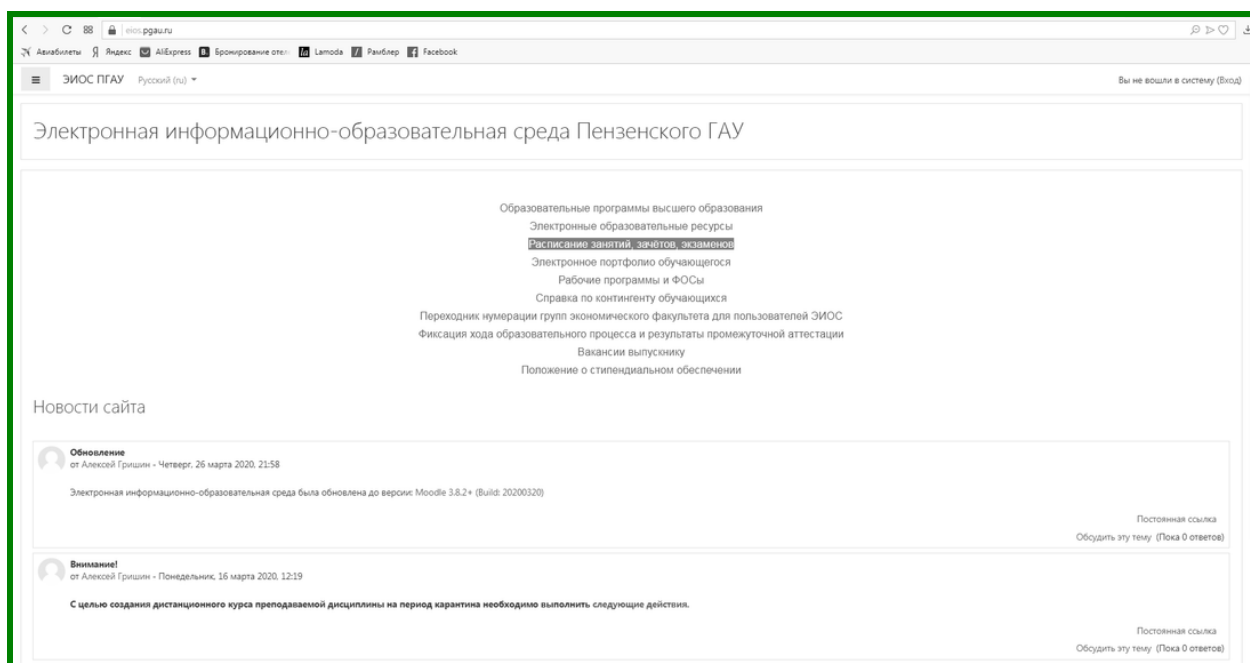 eios.pgau.ru
Авиабилеты Яндекс AliExpress Бронирование отел Lamoda Рамблер Facebook
ЭИОС ПГАУ Русский (ru) Вы не вошли в систему (Вход)
Электронная информационно-образовательная среда Пензенского ГАУ
Образовательные программы высшего образования
Электронные образовательные ресурсы
Расписание занятий, зачётов, экзаменов
Электронное портфолио обучающегося
Рабочие программы и ФОСы
Справка по контингенту обучающихся
Переходник нумерации групп экономического факультета для пользователей ЭИОС
Фиксация хода образовательного процесса и результаты промежуточной аттестации
Вакансии выпускнику
Положение о стипендиальном обеспечении
Новости сайта
Обновление
от Алексей Гришин - Четверг, 26 марта 2020, 21:58
Электронная информационно-образовательная среда была обновлена до версии: Moodle 3.8.2+ (Build: 20200320)
Постоянная ссылка
Обсудить эту тему (Пока 0 ответов)
Внимание!
от Алексей Гришин - Понедельник, 16 марта 2020, 12:19
С целью создания дистанционного курса преподаваемой дисциплины на период карантина необходимо выполнить следующие действия.
Постоянная ссылка
Обсудить эту тему (Пока 0 ответов)